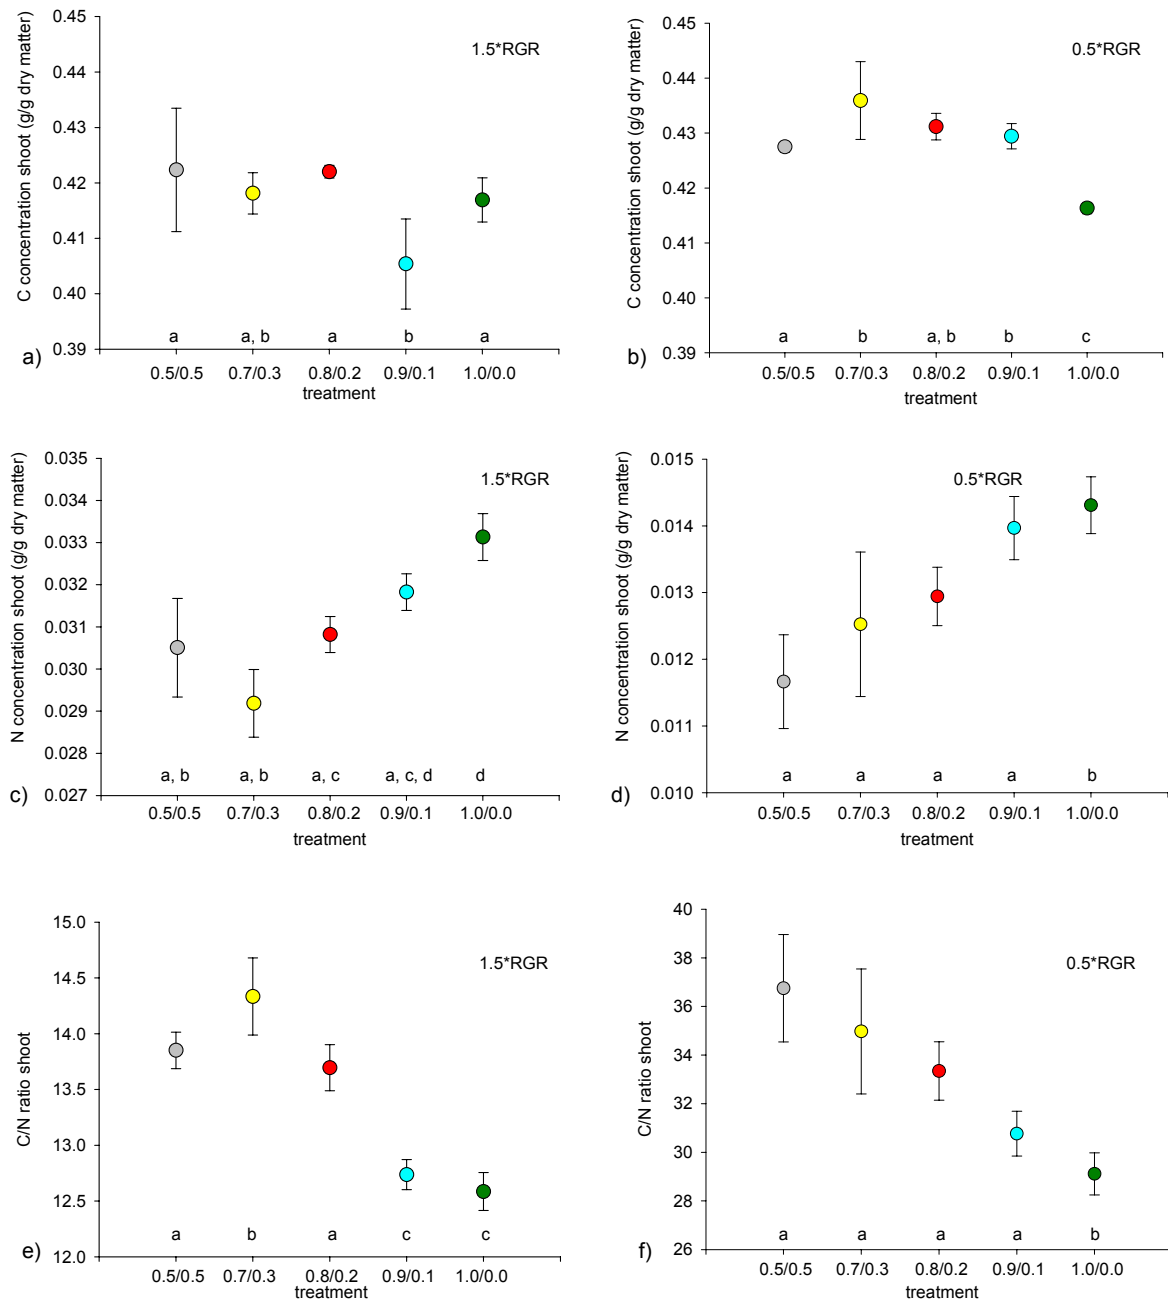 C concentration shoot (g/g dry matter)
0.45
0.44
0.43
0.42
0.41
0.40
0.39
1.5*RGR
a a, b a b a
a)
0.5/0.5 0.7/0.3 0.8/0.2 0.9/0.1 1.0/0.0
treatment
C concentration shoot (g/g dry matter)
0.45
0.44
0.43
0.42
0.41
0.40
0.39
0.5*RGR
a b a, b b c
b)
0.5/0.5 0.7/0.3 0.8/0.2 0.9/0.1 1.0/0.0
treatment
N concentration shoot (g/g dry matter)
0.035
0.034
0.033
0.032
0.031
0.030
0.029
0.028
0.027
1.5*RGR
a, b a, b a, c a, c, d d
c)
0.5/0.5 0.7/0.3 0.8/0.2 0.9/0.1 1.0/0.0
treatment
N concentration shoot (g/g dry matter)
0.015
0.014
0.013
0.012
0.011
0.010
0.5*RGR
a a a a b
d)
0.5/0.5 0.7/0.3 0.8/0.2 0.9/0.1 1.0/0.0
treatment
C/N ratio shoot
15.0
14.5
14.0
13.5
13.0
12.5
12.0
1.5*RGR
a b a c c
e)
0.5/0.5 0.7/0.3 0.8/0.2 0.9/0.1 1.0/0.0
treatment
C/N ratio shoot
40
38
36
34
32
30
28
26
0.5*RGR
a a a a b
f)
0.5/0.5 0.7/0.3 0.8/0.2 0.9/0.1 1.0/0.0
treatment